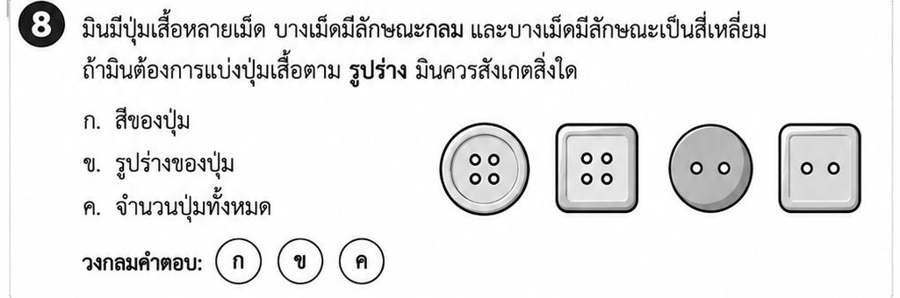 8 มินมีปุ่มเสื้อหลายเม็ด บางเม็ดมีลักษณะกลม และบางเม็ดมีลักษณะเป็นสี่เหลี่ยม
ถ้ามินต้องการแบ่งปุ่มเสื้อตาม รูปร่าง มินควรสังเกตสิ่งใด
ก. สีของปุ่ม
ข. รูปร่างของปุ่ม
ค. จำนวนปุ่มทั้งหมด
วงกลมคำตอบ: ก ข ค